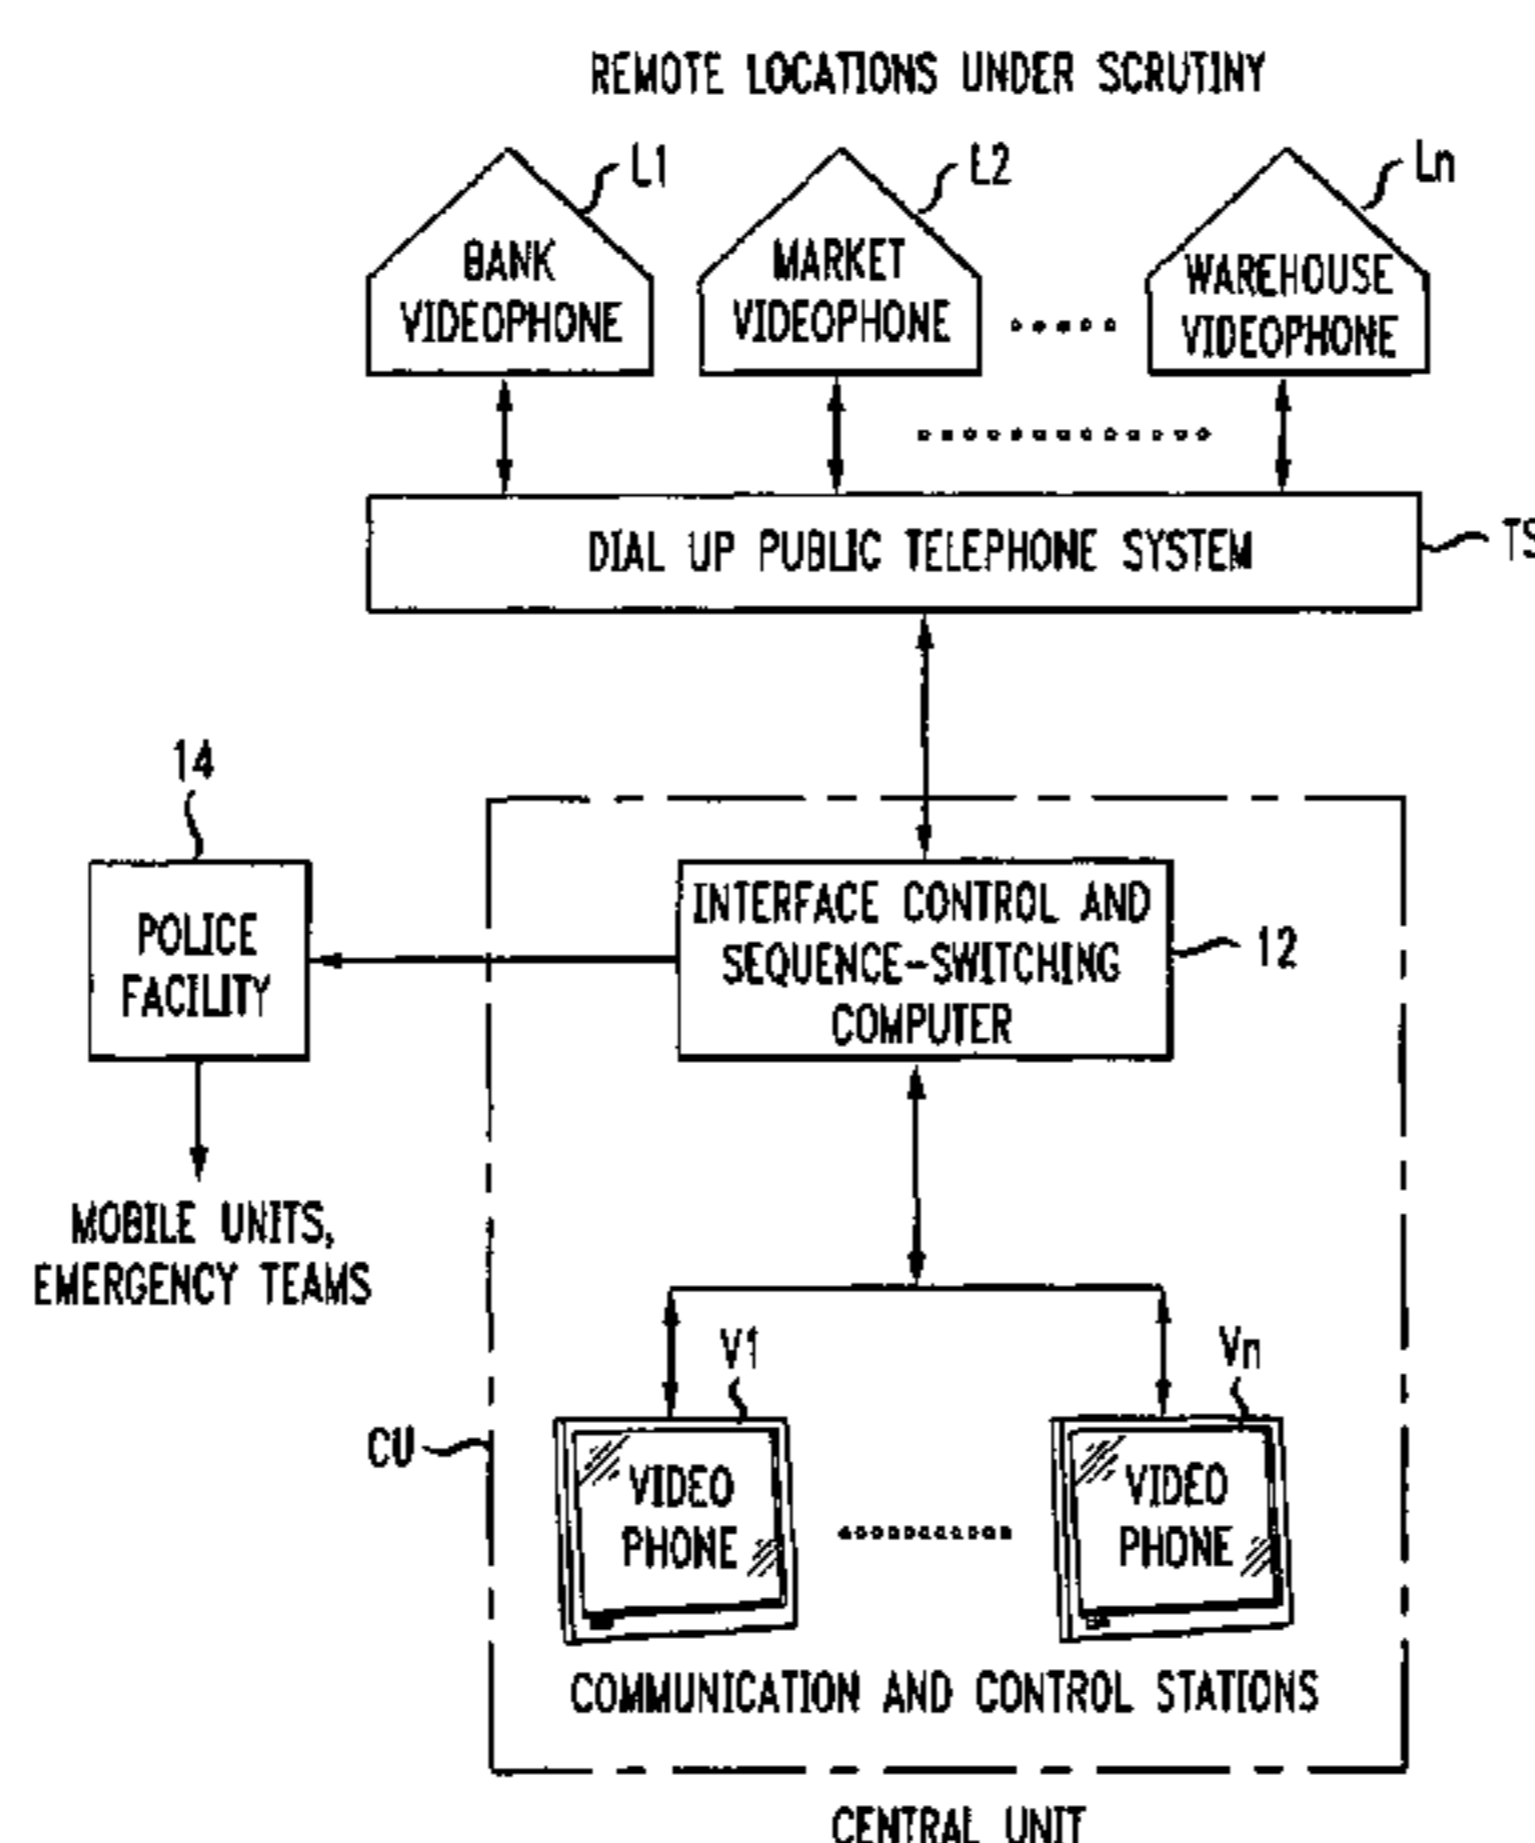 REMOTE LOCATIONS UNDER SCRUTINY
L1
L2
Ln
BANK
VIDEOPHONE
MARKET
VIDEOPHONE
WAREHOUSE
VIDEOPHONE
DIAL UP PUBLIC TELEPHONE SYSTEM
TS
14
POLICE
FACILITY
INTERFACE CONTROL AND
SEQUENCE-SWITCHING
COMPUTER
12
MOBILE UNITS,
EMERGENCY TEAMS
V1
Vn
CU
VIDEO
PHONE
VIDEO
PHONE
COMMUNICATION AND CONTROL STATIONS
CENTRAL UNIT